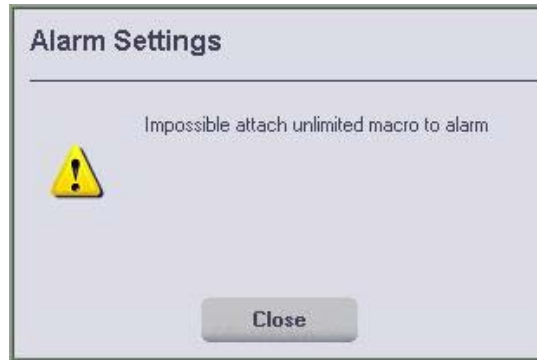 Alarm Settings
Impossible attach unlimited macro to alarm
Close